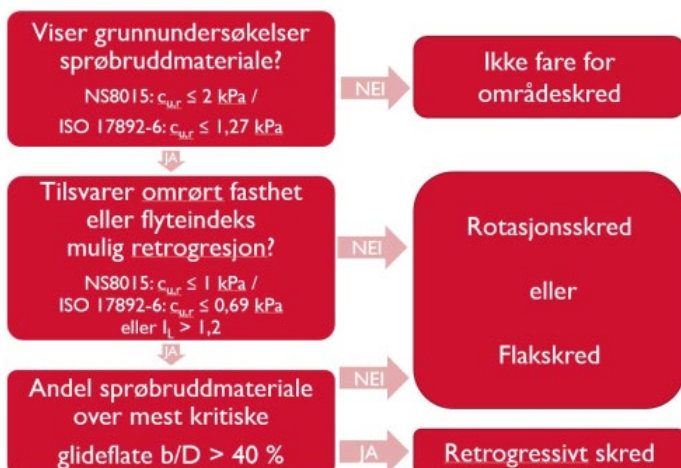 Viser grunnundersøkelser
sprøbruddmateriale?
NS8015: cu,r ≤ 2 kPa /
ISO 17892-6: cu,r ≤ 1,27 kPa
NEI
Ikke fare for
områdeskred
JA
Tilsvarer omrørt fasthet
eller flyteindeks
mulig retrogresjon?
NS8015: cu,r ≤ 1 kPa /
ISO 17892-6: cu,r ≤ 0,69 kPa
eller IL > 1,2
NEI
Rotasjonsskred
eller
Flakskred
JA
Andel sprøbruddmateriale
over mest kritiske
glideflate b/D > 40 %
NEI
JA
Retrogressivt skred